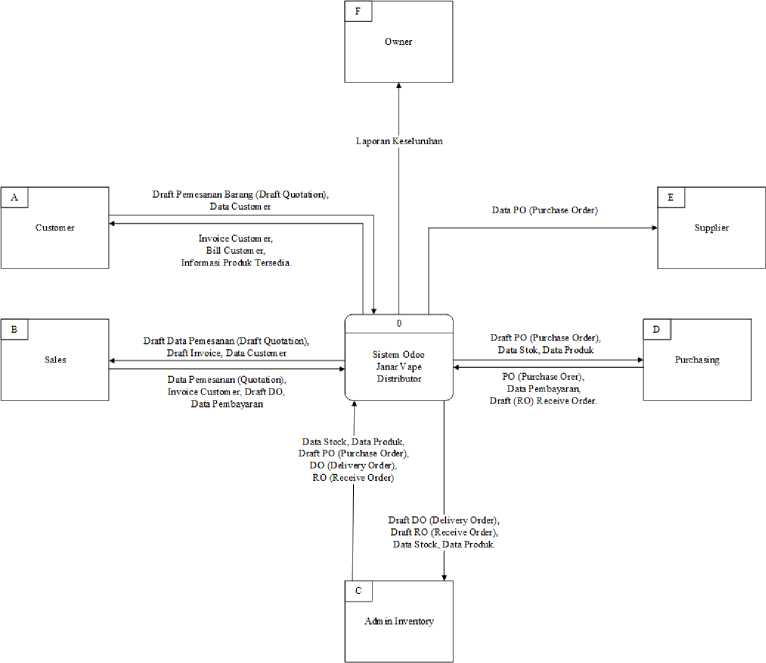 F
Owner
Laporan Keseluruhan
A
Customer
Draft Pemesanan Barang (Draft Quotation),
Data Customer
Invoice Customer,
Bill Customer,
Informasi Produk Tersedia.
Data PO (Purchase Order)
E
Supplier
B
Sales
Draft Data Pemesanan (Draft Quotation),
Draft Invoice, Data Customer
Data Pemesanan (Quotation),
Invoice Customer, Draft DO,
Data Pembayaran
0
Sistem Odoo
Janar Vape
Distributor
Draft PO (Purchase Order),
Data Stok, Data Produk
PO (Purchase Orer),
Data Pembayaran,
Draft (RO) Receive Order.
D
Purchasing
Data Stock, Data Produk,
Draft PO (Purchase Order),
DO (Delivery Order),
RO (Receive Order)
Draft DO (Delivery Order),
Draft RO (Receive Order),
Data Stock, Data Produk.
C
Admin Inventory